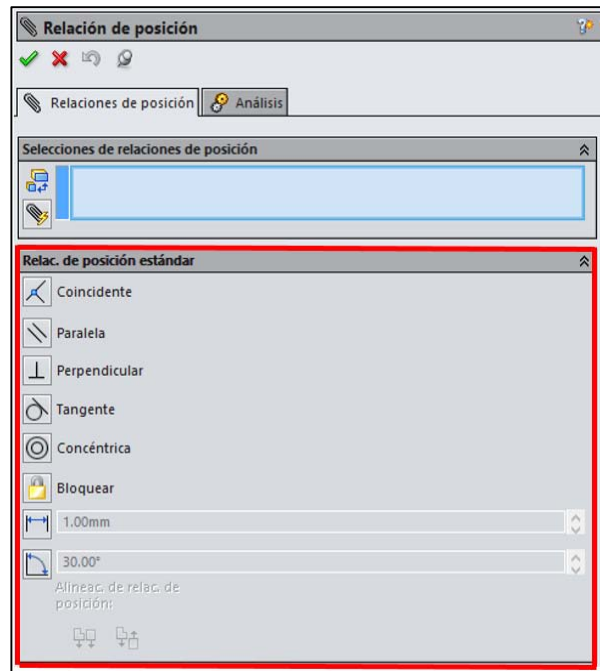 Relación de posición
Relaciones de posición
Análisis
Selecciones de relaciones de posición
Relac. de posición estándar
Coincidente
Paralela
Perpendicular
Tangente
Concéntrica
Bloquear
1.00mm
30.00°
Alineac. de relac. de
posición: